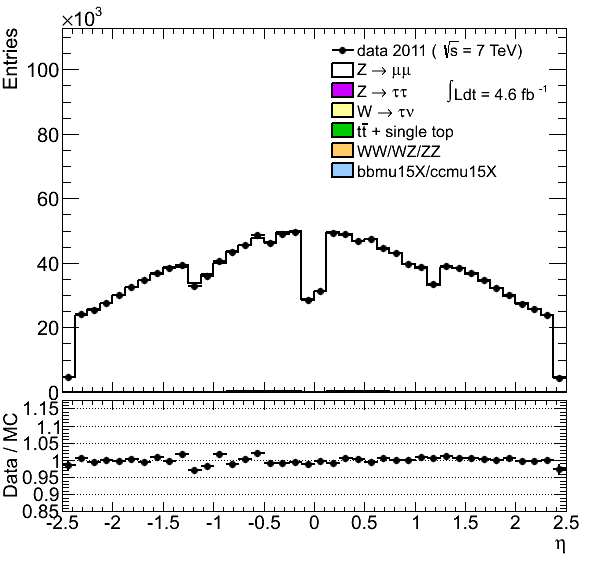 ×10³
Entries
100
80
60
40
20
0
data 2011 ( √s = 7 TeV)
Z → μμ
Z → ττ
W → τν
tt̄ + single top
WW/WZ/ZZ
bbmu15X/ccmu15X
∫Ldt = 4.6 fb⁻¹
Data / MC
1.15
1.1
1.05
1
0.95
0.9
0.85
-2.5 -2 -1.5 -1 -0.5 0 0.5 1 1.5 2 2.5
η